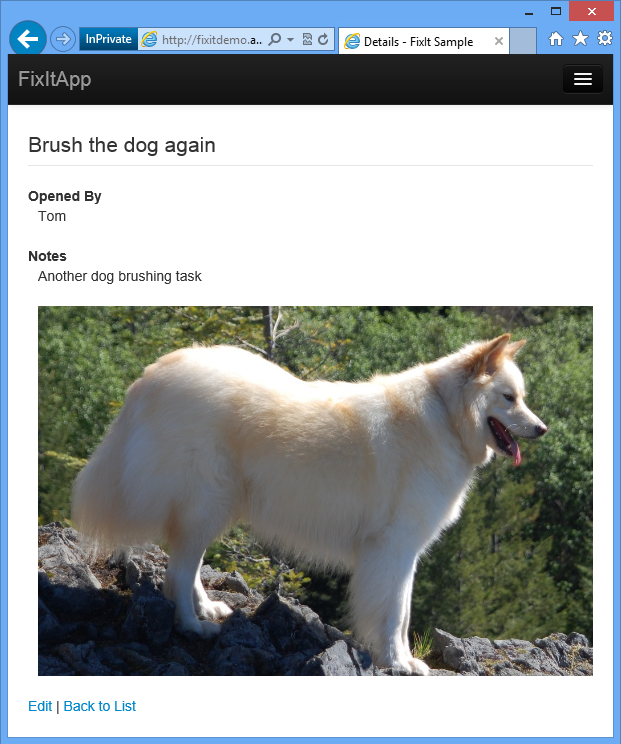 InPrivate http://fixitdemo.a... Details - FixIt Sample
FixItApp
Brush the dog again
Opened By
Tom
Notes
Another dog brushing task
Edit | Back to List